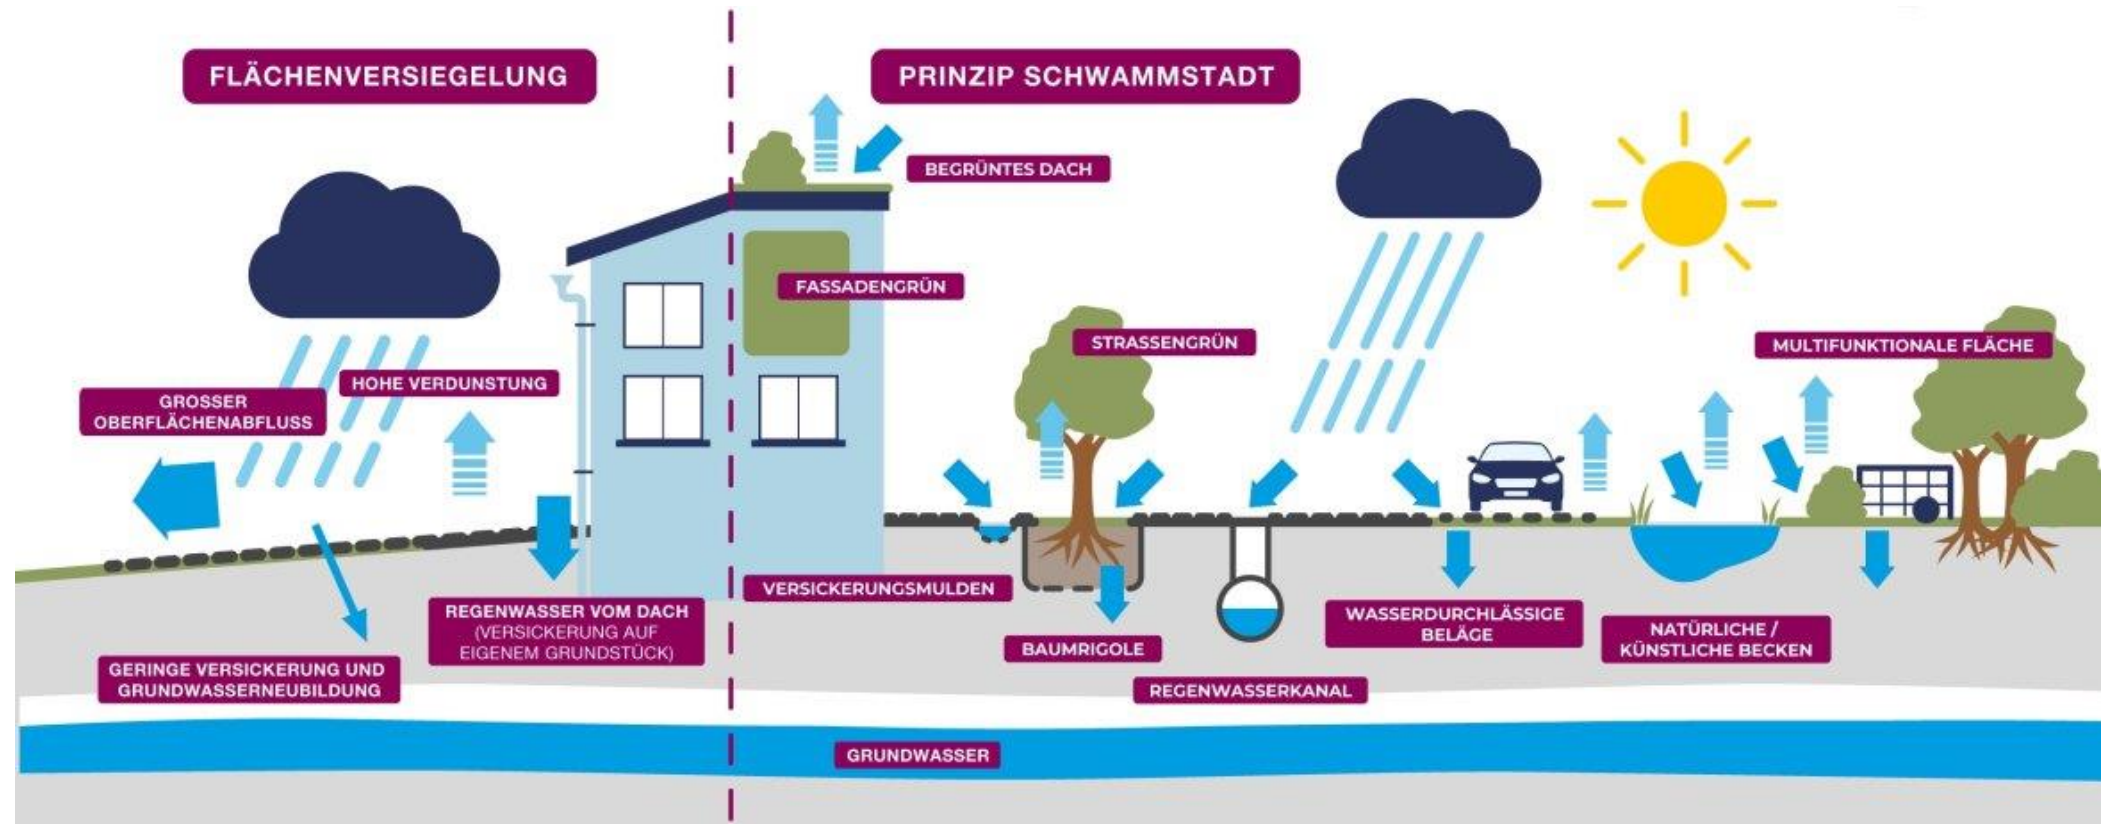 FLÄCHENVERSIEGELUNG
PRINZIP SCHWAMMSTADT
BEGRÜNTES DACH
FASSADENGRÜN
STRASSENGRÜN
MULTIFUNKTIONALE FLÄCHE
HOHE VERDUNSTUNG
GROSSER
OBERFLÄCHENABFLUSS
REGENWASSER VOM DACH
(VERSICKERUNG AUF
EIGENEM GRUNDSTÜCK)
GERINGE VERSICKERUNG UND
GRUNDWASSERNEUBILDUNG
VERSICKERUNGSMULDEN
BAUMRIGOLE
REGENWASSERKANAL
WASSERDURCHLÄSSIGE
BELÄGE
NATÜRLICHE /
KÜNSTLICHE BECKEN
GRUNDWASSER